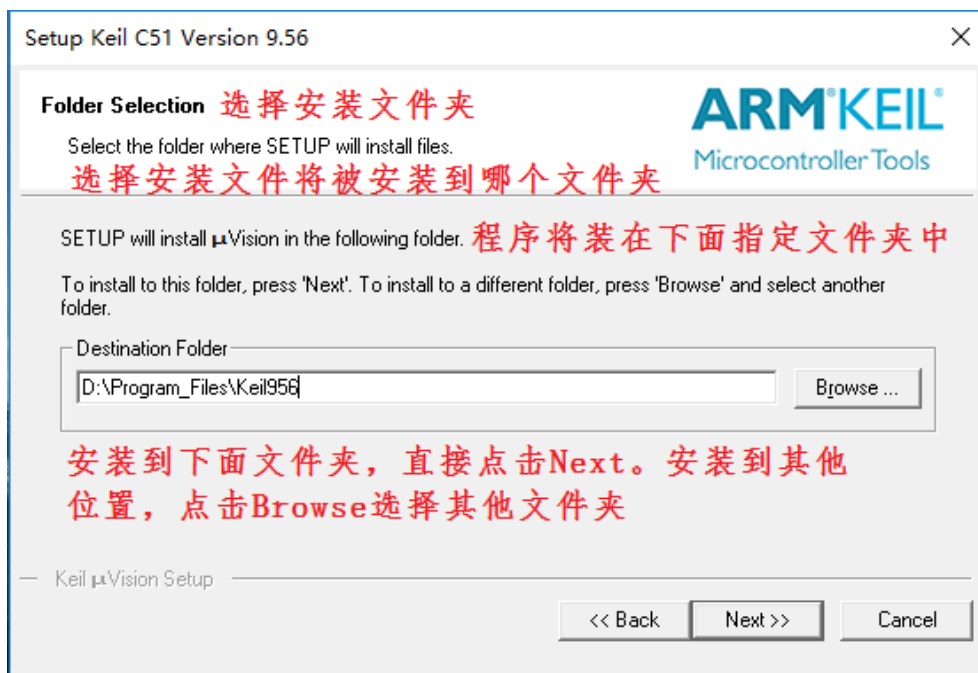 Setup Keil C51 Version 9.56
Folder Selection 选择安装文件夹
ARM®KEIL®
Microcontroller Tools
Select the folder where SETUP will install files.
选择安装文件将被安装到哪个文件夹
SETUP will install µVision in the following folder. 程序将装在下面指定文件夹中
To install to this folder, press 'Next'. To install to a different folder, press 'Browse' and select another
folder.
Destination Folder
D:\Program_Files\Keil956
Browse ...
安装到下面文件夹，直接点击Next。安装到其他
位置，点击Browse选择其他文件夹
Keil µVision Setup
<< Back
Next >>
Cancel